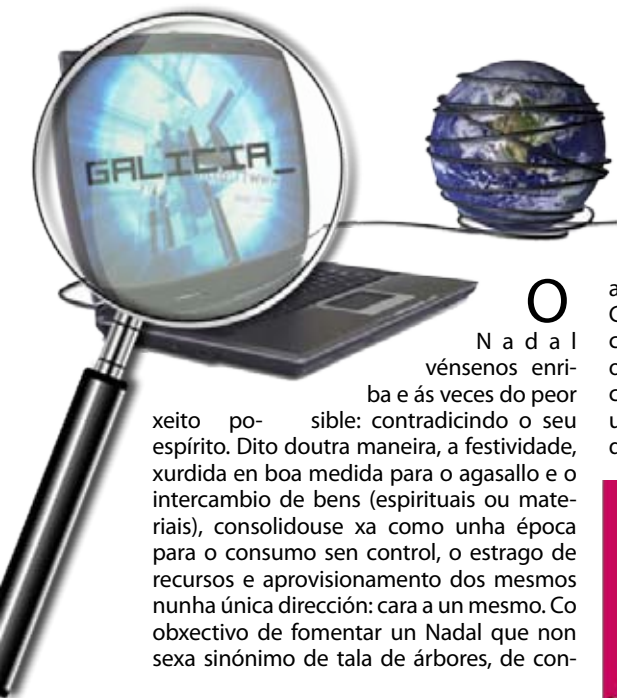 GALICIA_
O
Nadal
vénsenos enri-
ba e ás veces do peor
xeito po- sible: contradicindo o seu
espírito. Dito doutra maneira, a festividade,
xurdida en boa medida para o agasallo e o
intercambio de bens (espirituais ou mate-
riais), consolidouse xa como unha época
para o consumo sen control, o estrago de
recursos e aprovisionamento dos mesmos
nunha única dirección: cara a un mesmo. Co
obxectivo de fomentar un Nadal que non
sexa sinónimo de tala de árbores, de con-